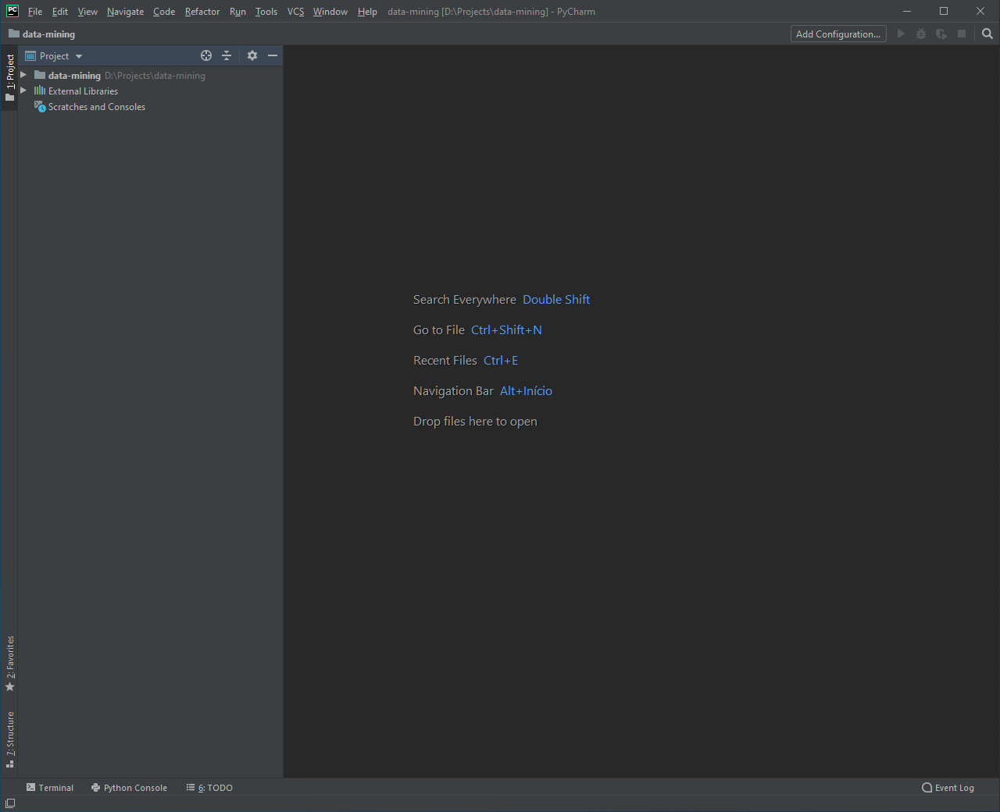 PC File Edit View Navigate Code Refactor Run Tools VCS Window Help data-mining [D:\Projects\data-mining] - PyCharm
data-mining Add Configuration...
1: Project
Project
data-mining D:\Projects\data-mining
External Libraries
Scratches and Consoles
Search Everywhere Double Shift
Go to File Ctrl+Shift+N
Recent Files Ctrl+E
Navigation Bar Alt+Início
Drop files here to open
2: Favorites
7: Structure
Terminal Python Console 6: TODO Event Log